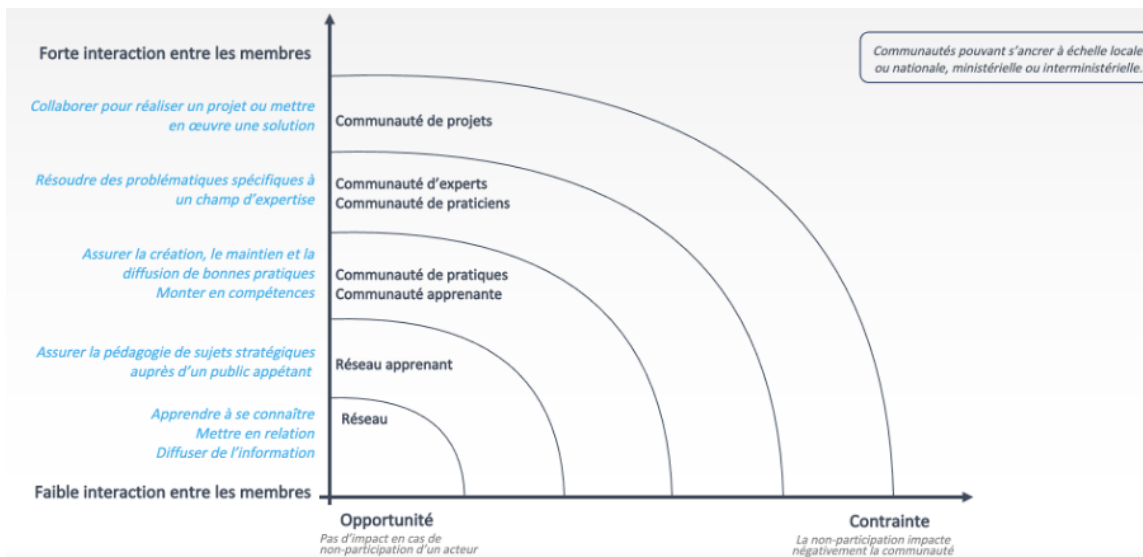 Forte interaction entre les membres
Communautés pouvant s'ancrer à échelle locale
ou nationale, ministérielle ou interministérielle.
Collaborer pour réaliser un projet ou mettre
en œuvre une solution
Communauté de projets
Résoudre des problématiques spécifiques à
un champ d'expertise
Communauté d'experts
Communauté de praticiens
Assurer la création, le maintien et la
diffusion de bonnes pratiques
Monter en compétences
Communauté de pratiques
Communauté apprenante
Assurer la pédagogie de sujets stratégiques
auprès d'un public appétant
Réseau apprenant
Apprendre à se connaître
Mettre en relation
Diffuser de l'information
Réseau
Faible interaction entre les membres
Opportunité
Pas d'impact en cas de
non-participation d'un acteur
Contrainte
La non-participation impacte
négativement la communauté